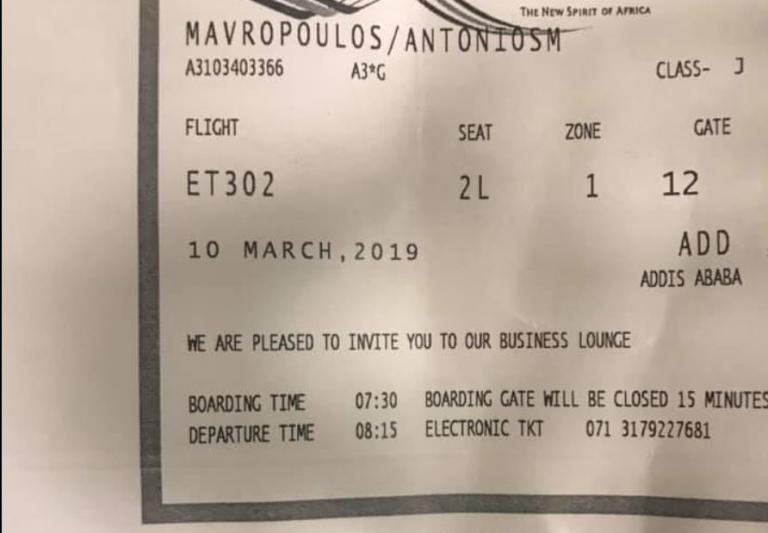 THE NEW SPIRIT OF AFRICA
MAVROPOULOS/ANTONIOSM
A3103403366 A3*G CLASS- J
FLIGHT SEAT ZONE GATE
ET302 2L 1 12
10 MARCH,2019 ADD
ADDIS ABABA
WE ARE PLEASED TO INVITE YOU TO OUR BUSINESS LOUNGE
BOARDING TIME 07:30 BOARDING GATE WILL BE CLOSED 15 MINUTES
DEPARTURE TIME 08:15 ELECTRONIC TKT 071 3179227681